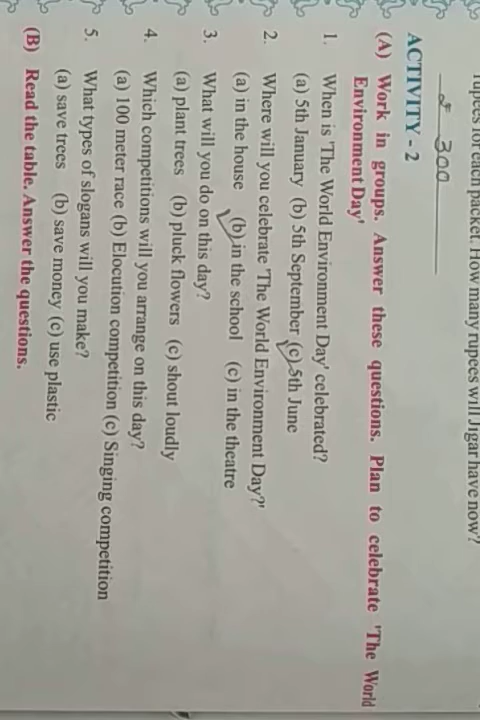 rupees for each packet. How many rupees will Jigar have now?
₹ 300
ACTIVITY - 2
(A) Work in groups. Answer these questions. Plan to celebrate 'The World
Environment Day'
1. When is 'The World Environment Day' celebrated?
(a) 5th January (b) 5th September (c) 5th June
2. Where will you celebrate 'The World Environment Day?'
(a) in the house (b) in the school (c) in the theatre
3. What will you do on this day?
(a) plant trees (b) pluck flowers (c) shout loudly
4. Which competitions will you arrange on this day?
(a) 100 meter race (b) Elocution competition (c) Singing competition
5. What types of slogans will you make?
(a) save trees (b) save money (c) use plastic
(B) Read the table. Answer the questions.